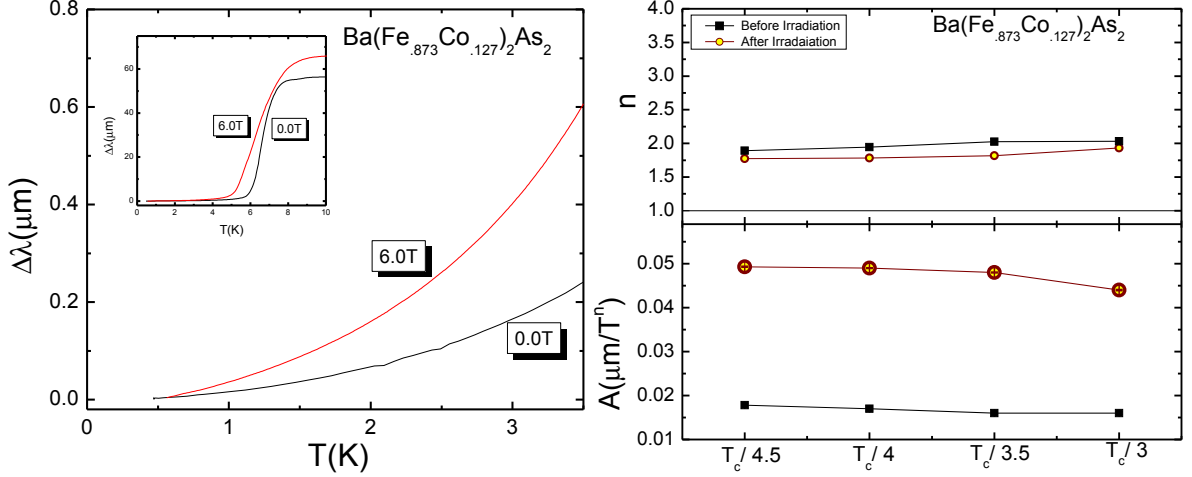 Ba(Fe.873Co.127)2As2
0.8
0.6
0.4
0.2
0.0
Δλ(μm)
0
1
2
3
T(K)
6.0T
0.0T
60
40
20
0
Δλ(μm)
6.0T
0.0T
0 2 4 6 8 10
T(K)
Before Irradiation
After Irradaiation
Ba(Fe.873Co.127)2As2
4.0
3.5
3.0
2.5
2.0
1.5
1.0
n
0.05
0.04
0.03
0.02
0.01
A(μm/Tⁿ)
Tc/ 4.5
Tc/ 4
Tc/ 3.5
Tc/ 3